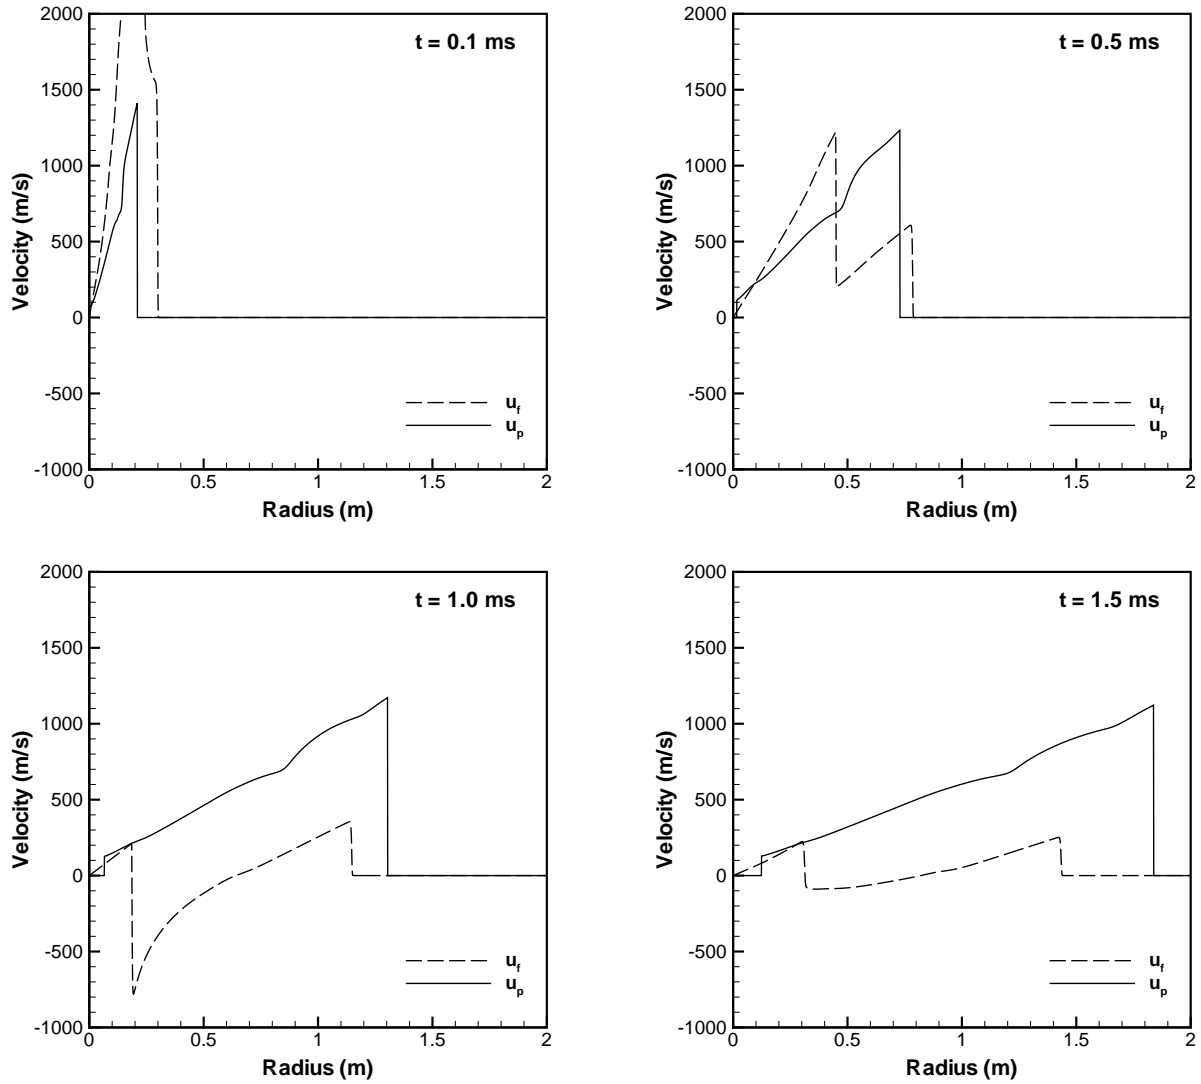 2000
t = 0.1 ms
1500
1000
Velocity (m/s)
500
0
-500
u_f
u_p
-1000
0 0.5 1 1.5 2
Radius (m)
2000
t = 0.5 ms
1500
1000
Velocity (m/s)
500
0
-500
u_f
u_p
-1000
0 0.5 1 1.5 2
Radius (m)
2000
t = 1.0 ms
1500
1000
Velocity (m/s)
500
0
-500
u_f
u_p
-1000
0 0.5 1 1.5 2
Radius (m)
2000
t = 1.5 ms
1500
1000
Velocity (m/s)
500
0
-500
u_f
u_p
-1000
0 0.5 1 1.5 2
Radius (m)